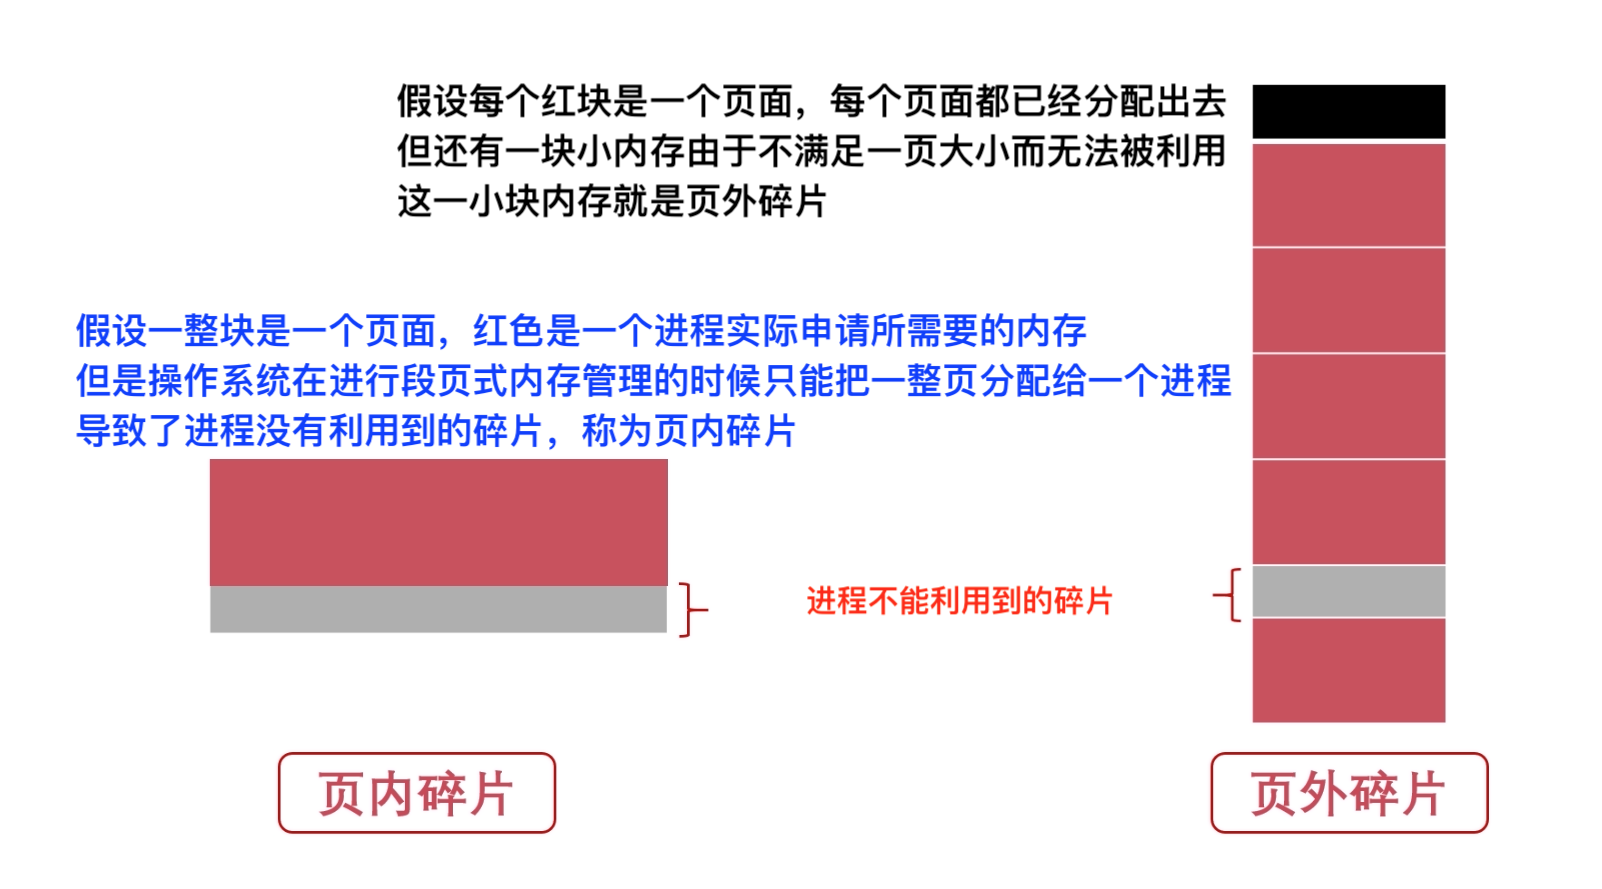 假设每个红块是一个页面，每个页面都已经分配出去
但还有一块小内存由于不满足一页大小而无法被利用
这一小块内存就是页外碎片
假设一整块是一个页面，红色是一个进程实际申请所需要的内存
但是操作系统在进行段页式内存管理的时候只能把一整页分配给一个进程
导致了进程没有利用到的碎片，称为页内碎片
进程不能利用到的碎片
页内碎片
页外碎片